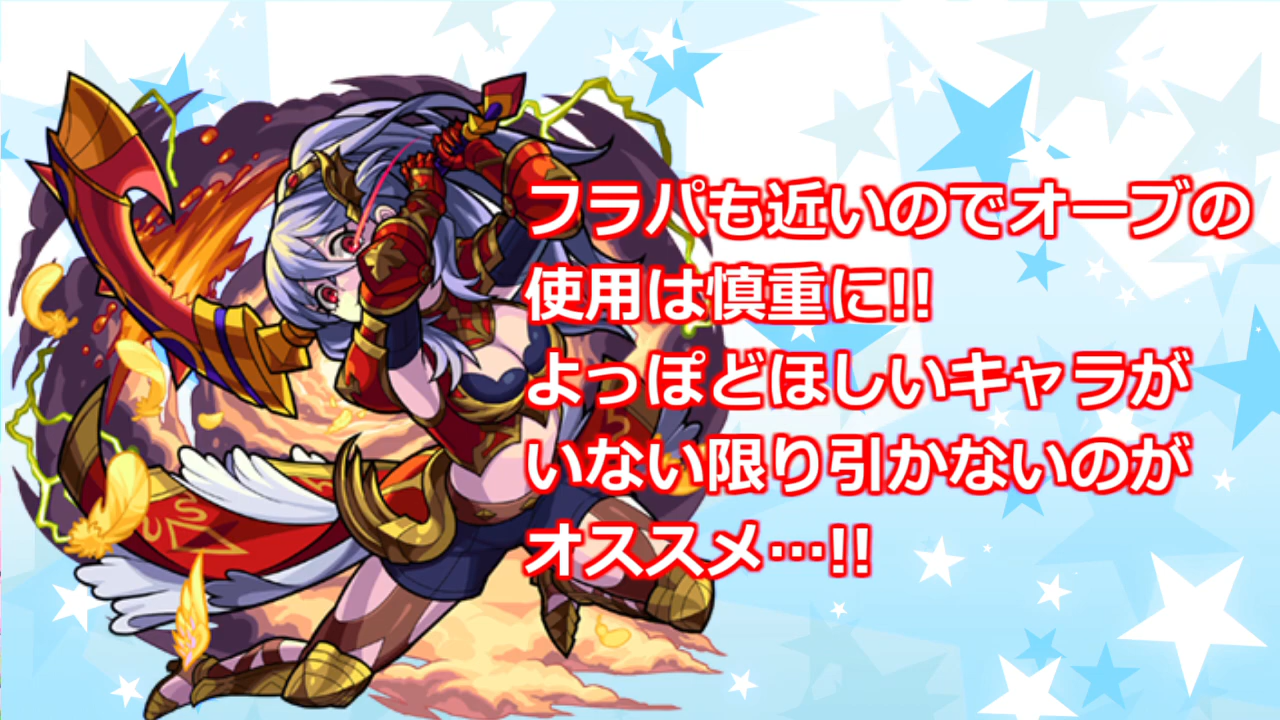 フラパも近いのでオーブの
使用は慎重に!!
よっぽどほしいキャラが
いない限り引かないのが
オススメ…!!